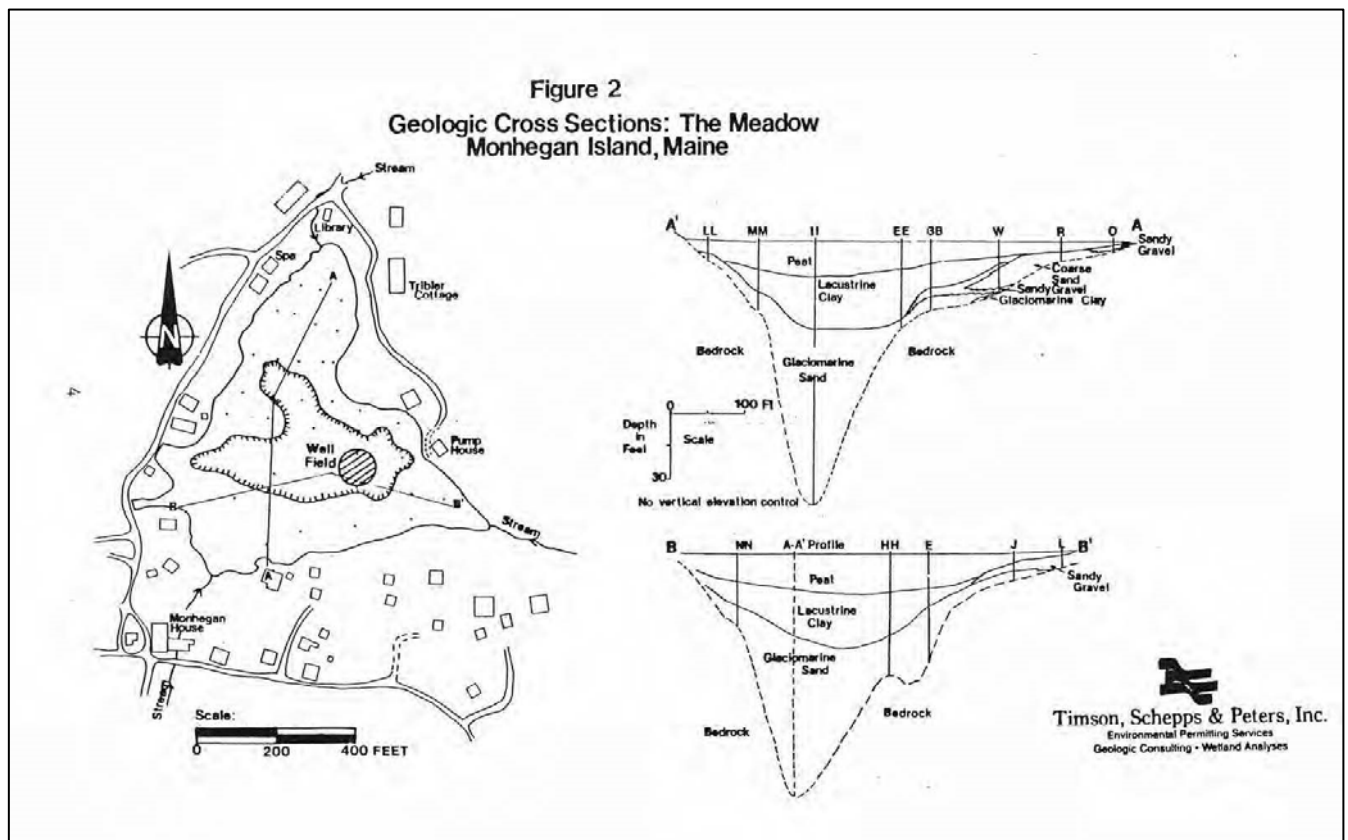 Figure 2
Geologic Cross Sections: The Meadow
Monhegan Island, Maine
Stream
Library
Spa
A
Tribler
Cottage
N
4
Pump
House
Well
Field
B
B'
Stream
A'
Monhegan
House
Stream
Scale:
0 200 400 FEET
A' LL MM II EE BB W R O A
Sandy
Gravel
Peat
Lacustrine
Clay
Coarse
Sand
Sandy
Gravel
Glaciomarine Clay
Bedrock
Glaciomarine
Sand
Bedrock
0 100 Ft
Depth
in
Feet
Scale
30
No vertical elevation control
B NN A-A' Profile HH E J L B'
Peat
Sandy
Gravel
Lacustrine
Clay
Glaciomarine
Sand
Bedrock
Bedrock
Timson, Schepps & Peters, Inc.
Environmental Permitting Services
Geologic Consulting • Wetland Analyses